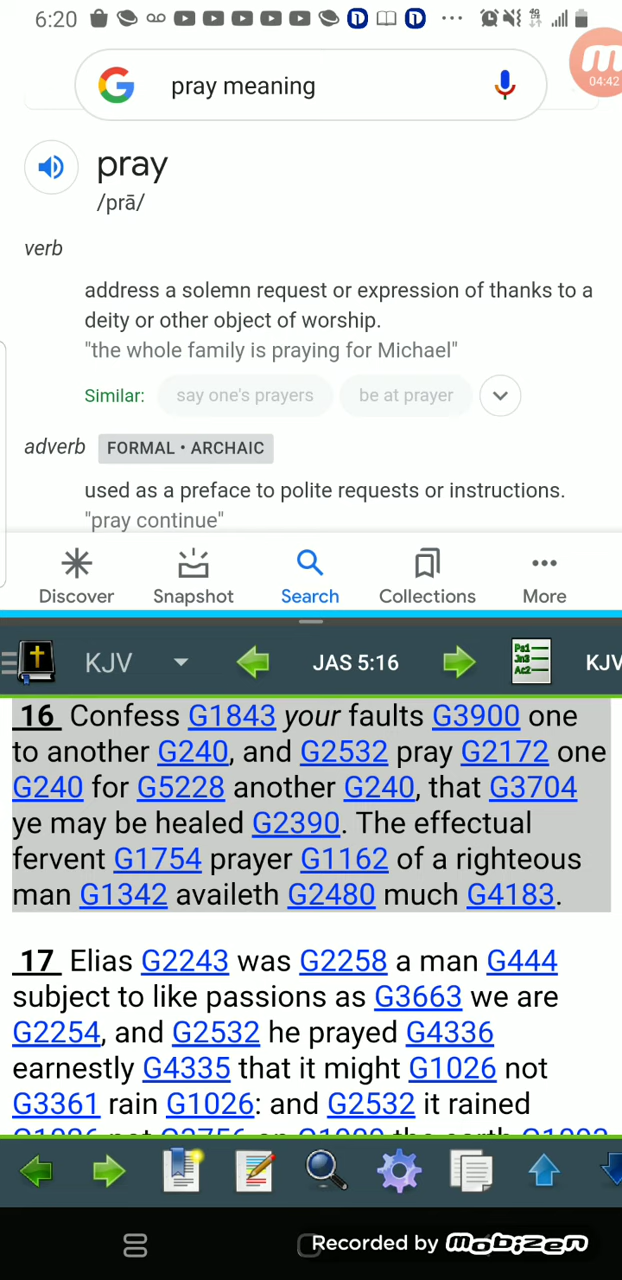 6:20
04:42
pray meaning
pray
/prā/
verb
address a solemn request or expression of thanks to a
deity or other object of worship.
"the whole family is praying for Michael"
Similar: say one's prayers be at prayer
adverb FORMAL • ARCHAIC
used as a preface to polite requests or instructions.
"pray continue"
Discover Snapshot Search Collections More
KJV JAS 5:16 KJV
Ps1
Jn3
Ac2
16 Confess G1843 your faults G3900 one
to another G240, and G2532 pray G2172 one
G240 for G5228 another G240, that G3704
ye may be healed G2390. The effectual
fervent G1754 prayer G1162 of a righteous
man G1342 availeth G2480 much G4183.
17 Elias G2243 was G2258 a man G444
subject to like passions as G3663 we are
G2254, and G2532 he prayed G4336
earnestly G4335 that it might G1026 not
G3361 rain G1026: and G2532 it rained
Recorded by Mobizen